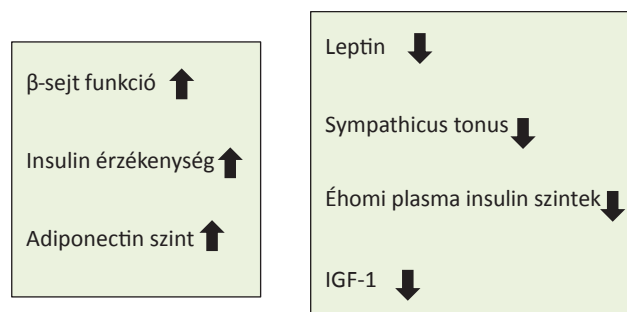 β-sejt funkció
Insulin érzékenység
Adiponectin szint
Leptin
Sympathicus tonus
Éhomi plasma insulin szintek
IGF-1